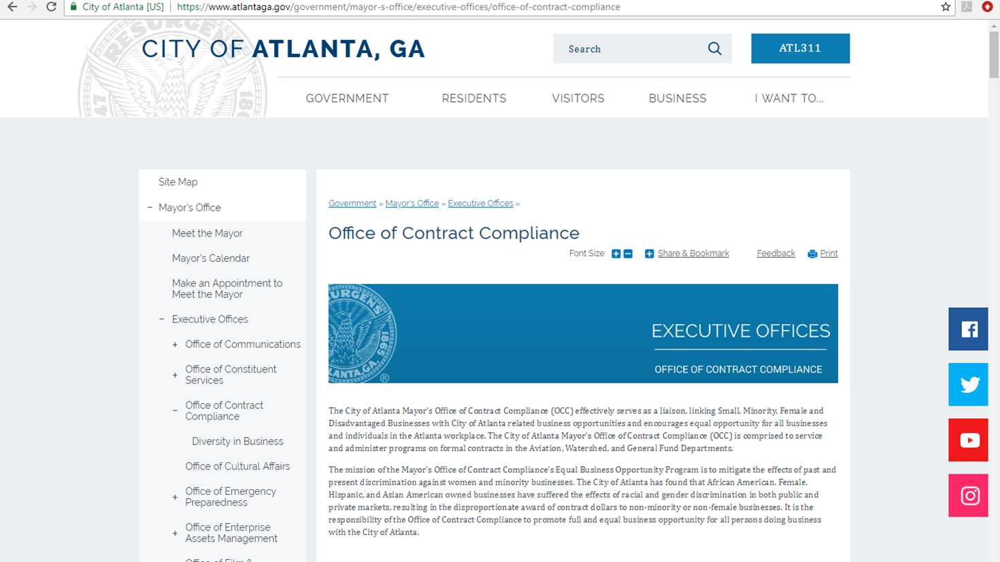 City of Atlanta [US] https://www.atlantaga.gov/government/mayor-s-office/executive-offices/office-of-contract-compliance
RESURGENS
1847
CITY OF ATLANTA, GA
Search
ATL311
GOVERNMENT RESIDENTS VISITORS BUSINESS I WANT TO...
Site Map
− Mayor's Office
Meet the Mayor
Mayor's Calendar
Make an Appointment to
Meet the Mayor
− Executive Offices
+ Office of Communications
+ Office of Constituent
Services
− Office of Contract
Compliance
Diversity in Business
Office of Cultural Affairs
+ Office of Emergency
Preparedness
+ Office of Enterprise
Assets Management
Government » Mayor's Office » Executive Offices »
Office of Contract Compliance
Font Size: + − + Share & Bookmark Feedback Print
RESURGENS
1865
ATLANTA, GA.
®
EXECUTIVE OFFICES
OFFICE OF CONTRACT COMPLIANCE
The City of Atlanta Mayor's Office of Contract Compliance (OCC) effectively serves as a liaison, linking Small, Minority, Female and
Disadvantaged Businesses with City of Atlanta related business opportunities and encourages equal opportunity for all businesses
and individuals in the Atlanta workplace. The City of Atlanta Mayor's Office of Contract Compliance (OCC) is comprised to service
and administer programs on formal contracts in the Aviation, Watershed, and General Fund Departments.
The mission of the Mayor's Office of Contract Compliance's Equal Business Opportunity Program is to mitigate the effects of past and
present discrimination against women and minority businesses. The City of Atlanta has found that African American, Female,
Hispanic, and Asian American owned businesses have suffered the effects of racial and gender discrimination in both public and
private markets, resulting in the disproportionate award of contract dollars to non-minority or non-female businesses. It is the
responsibility of the Office of Contract Compliance to promote full and equal business opportunity for all persons doing business
with the City of Atlanta.